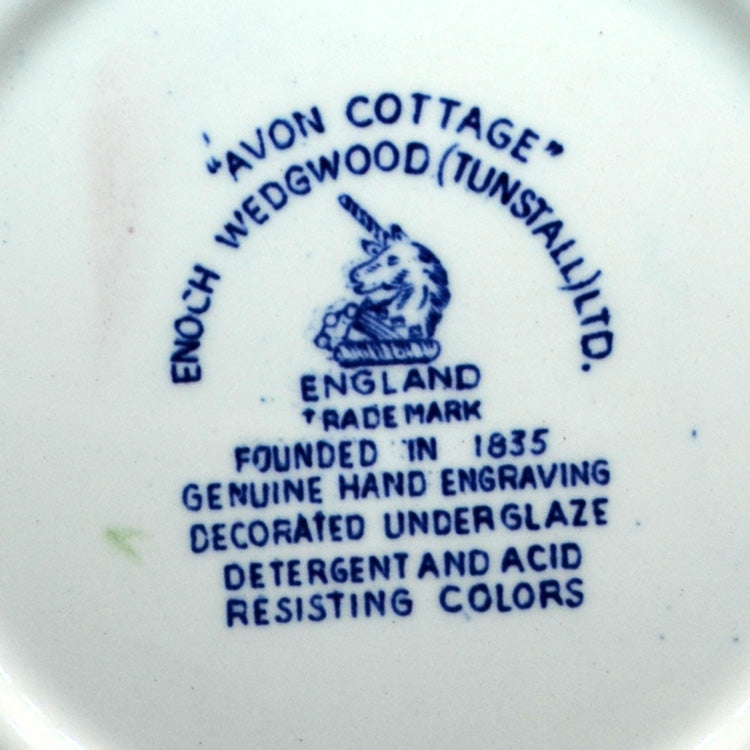 "AVON COTTAGE"
ENOCH WEDGWOOD (TUNSTALL) LTD.
ENGLAND
TRADE MARK
FOUNDED IN 1835
GENUINE HAND ENGRAVING
DECORATED UNDERGLAZE
DETERGENT AND ACID
RESISTING COLORS